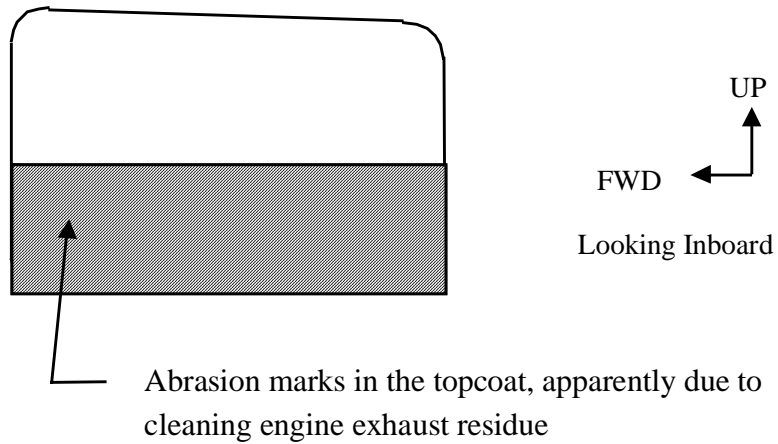 UP
FWD
Looking Inboard
Abrasion marks in the topcoat, apparently due to
cleaning engine exhaust residue